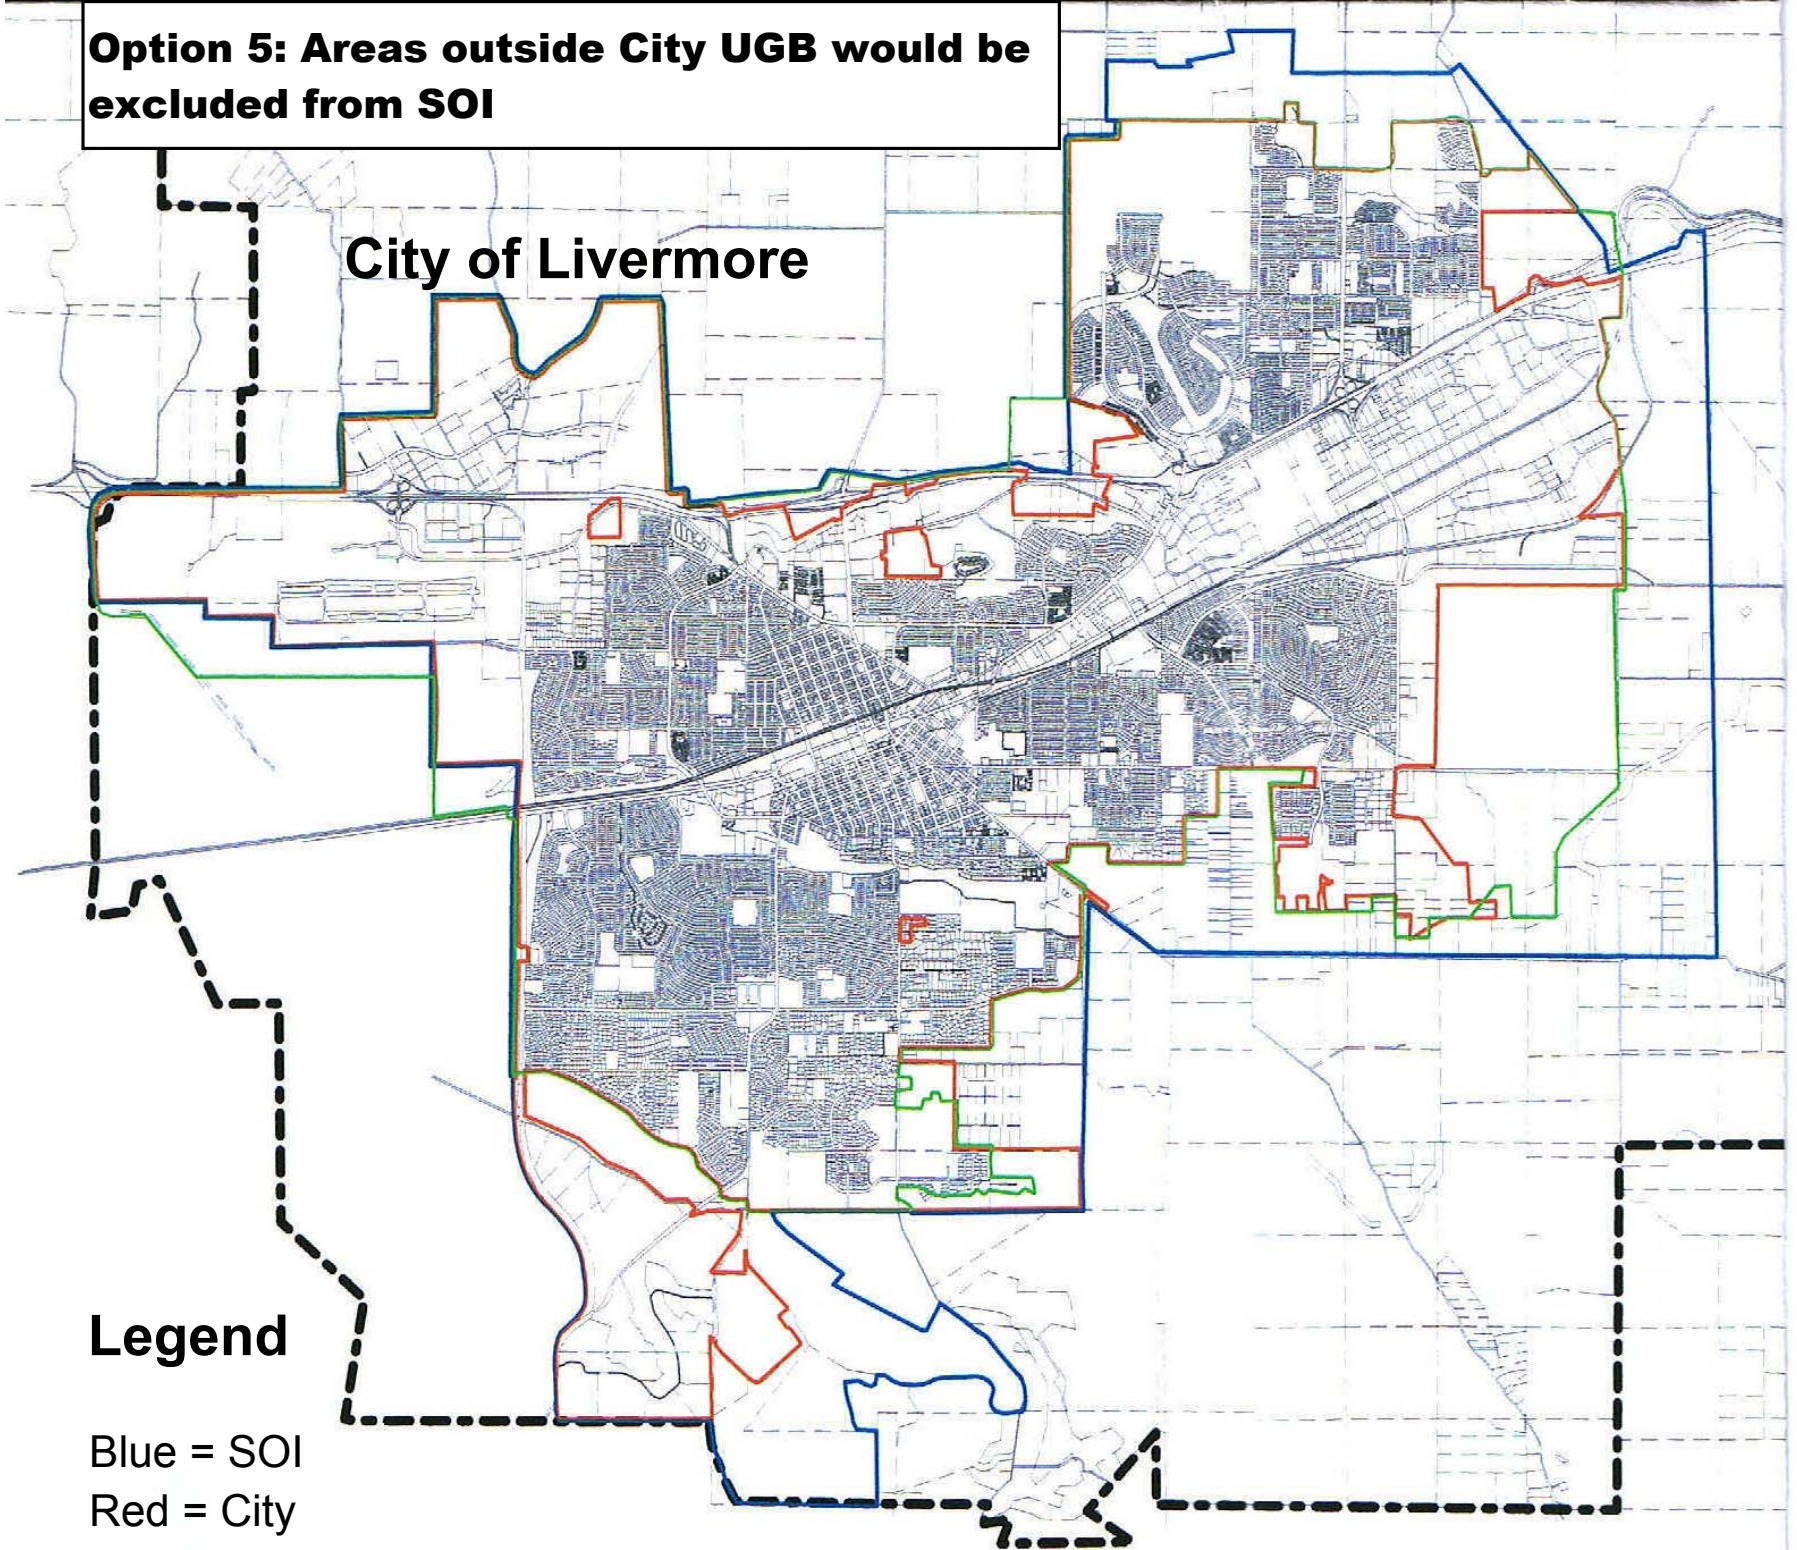 Option 5: Areas outside City UGB would be
excluded from SOI
City of Livermore
Legend
Blue = SOI
Red = City